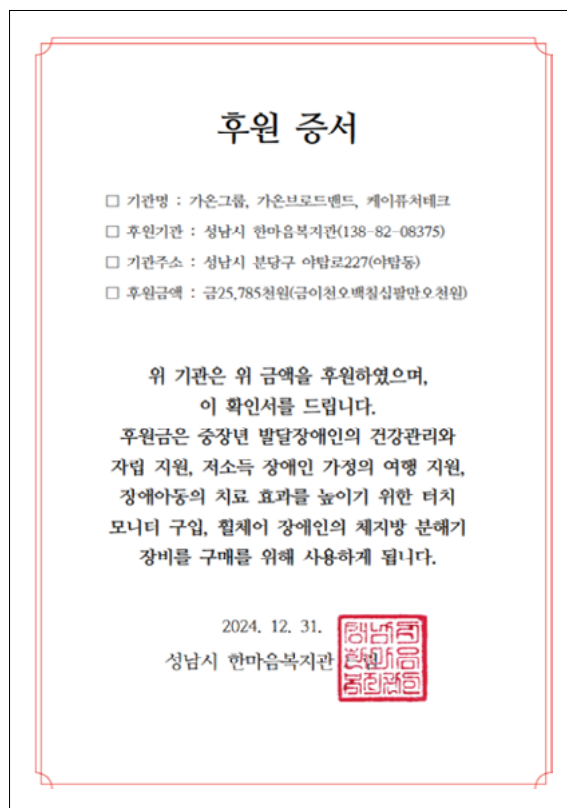 후원 증서
□ 기관명 : 가온그룹, 가온브로드밴드, 케이퓨처테크
□ 후원기관 : 성남시 한마음복지관(138-82-08375)
□ 기관주소 : 성남시 분당구 야탑로227(야탑동)
□ 후원금액 : 금25,785천원(금이천오백칠십팔만오천원)
위 기관은 위 금액을 후원하였으며,
이 확인서를 드립니다.
후원금은 중장년 발달장애인의 건강관리와
자립 지원, 저소득 장애인 가정의 여행 지원,
장애아동의 치료 효과를 높이기 위한 터치
모니터 구입, 휠체어 장애인의 체지방 분해기
장비를 구매를 위해 사용하게 됩니다.
2024. 12. 31.
성남시 한마음복지관